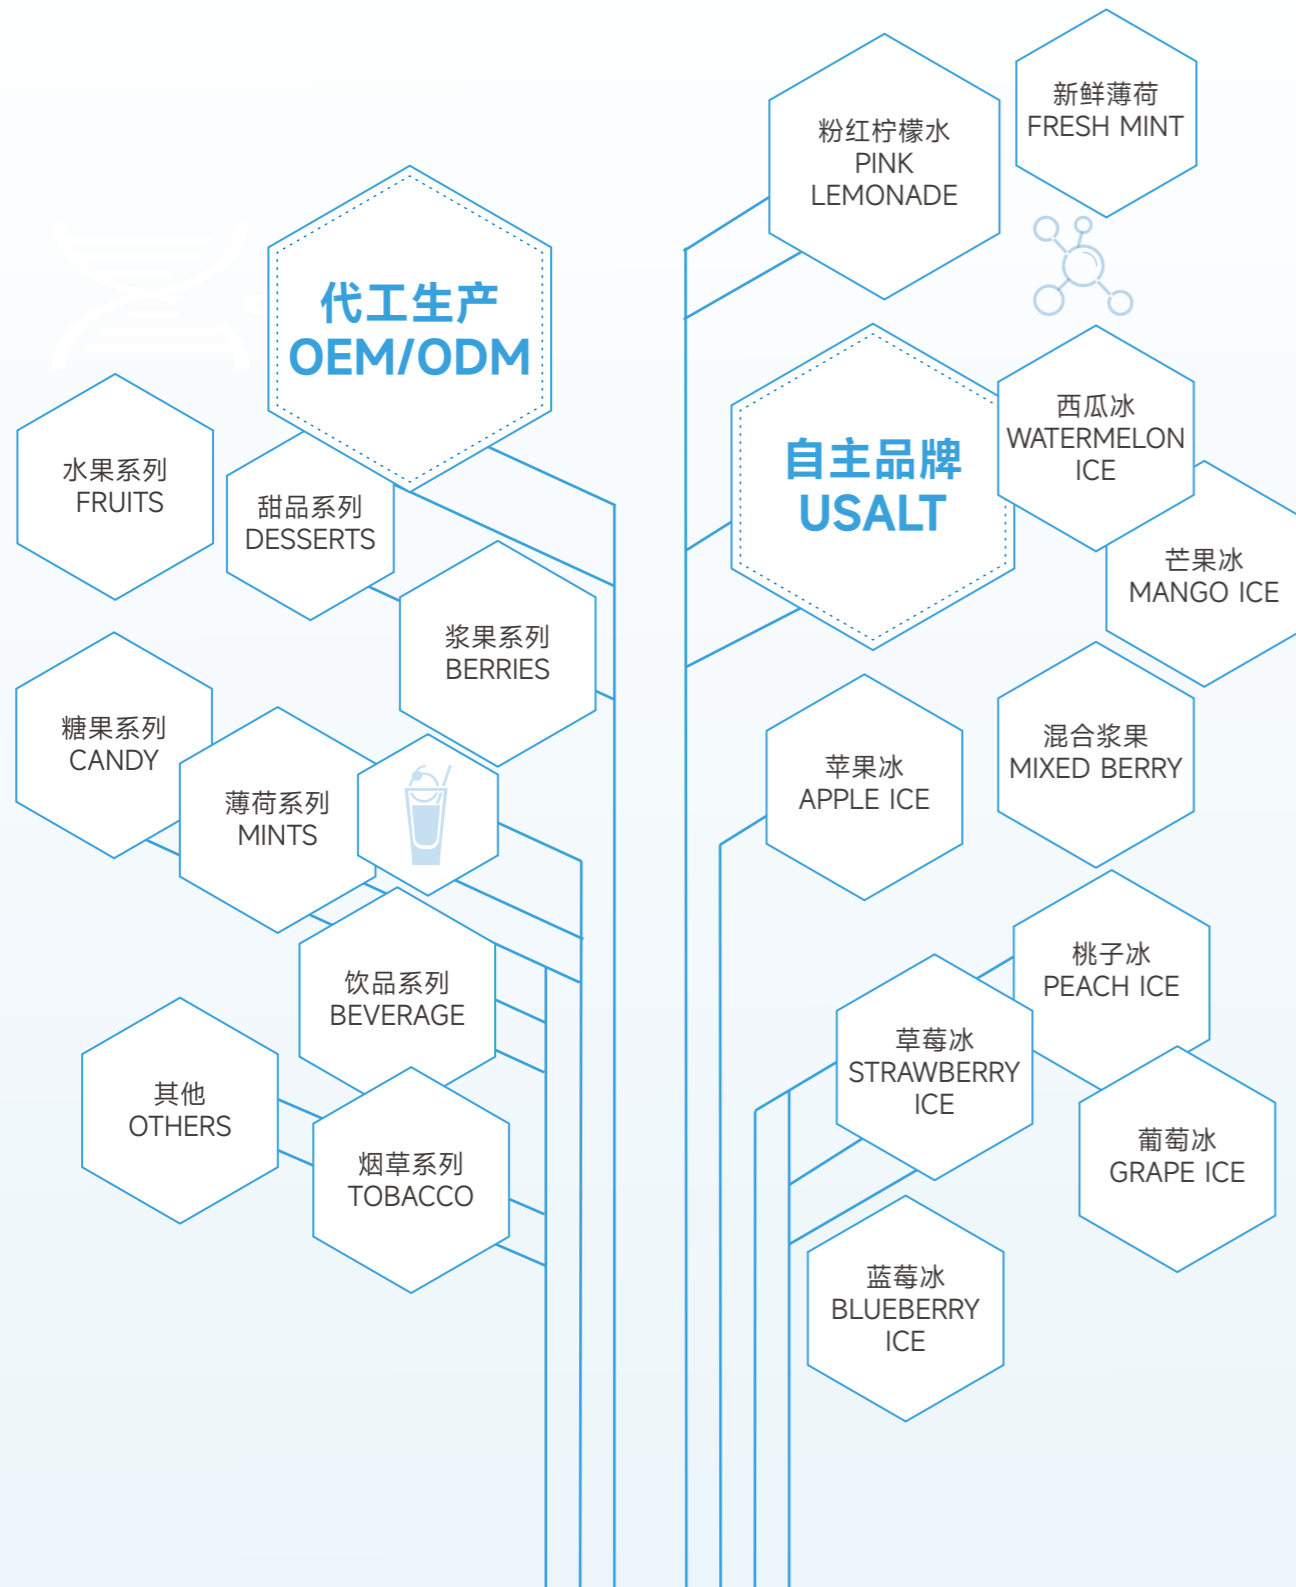 代工生产
OEM/ODM
水果系列
FRUITS
甜品系列
DESSERTS
浆果系列
BERRIES
糖果系列
CANDY
薄荷系列
MINTS
饮品系列
BEVERAGE
其他
OTHERS
烟草系列
TOBACCO
粉红柠檬水
PINK
LEMONADE
新鲜薄荷
FRESH MINT
自主品牌
USALT
西瓜冰
WATERMELON
ICE
芒果冰
MANGO ICE
混合浆果
MIXED BERRY
苹果冰
APPLE ICE
桃子冰
PEACH ICE
草莓冰
STRAWBERRY
ICE
葡萄冰
GRAPE ICE
蓝莓冰
BLUEBERRY
ICE